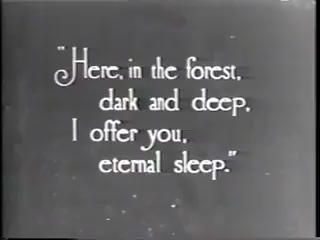 "Here, in the forest,
dark and deep,
I offer you,
eternal sleep."